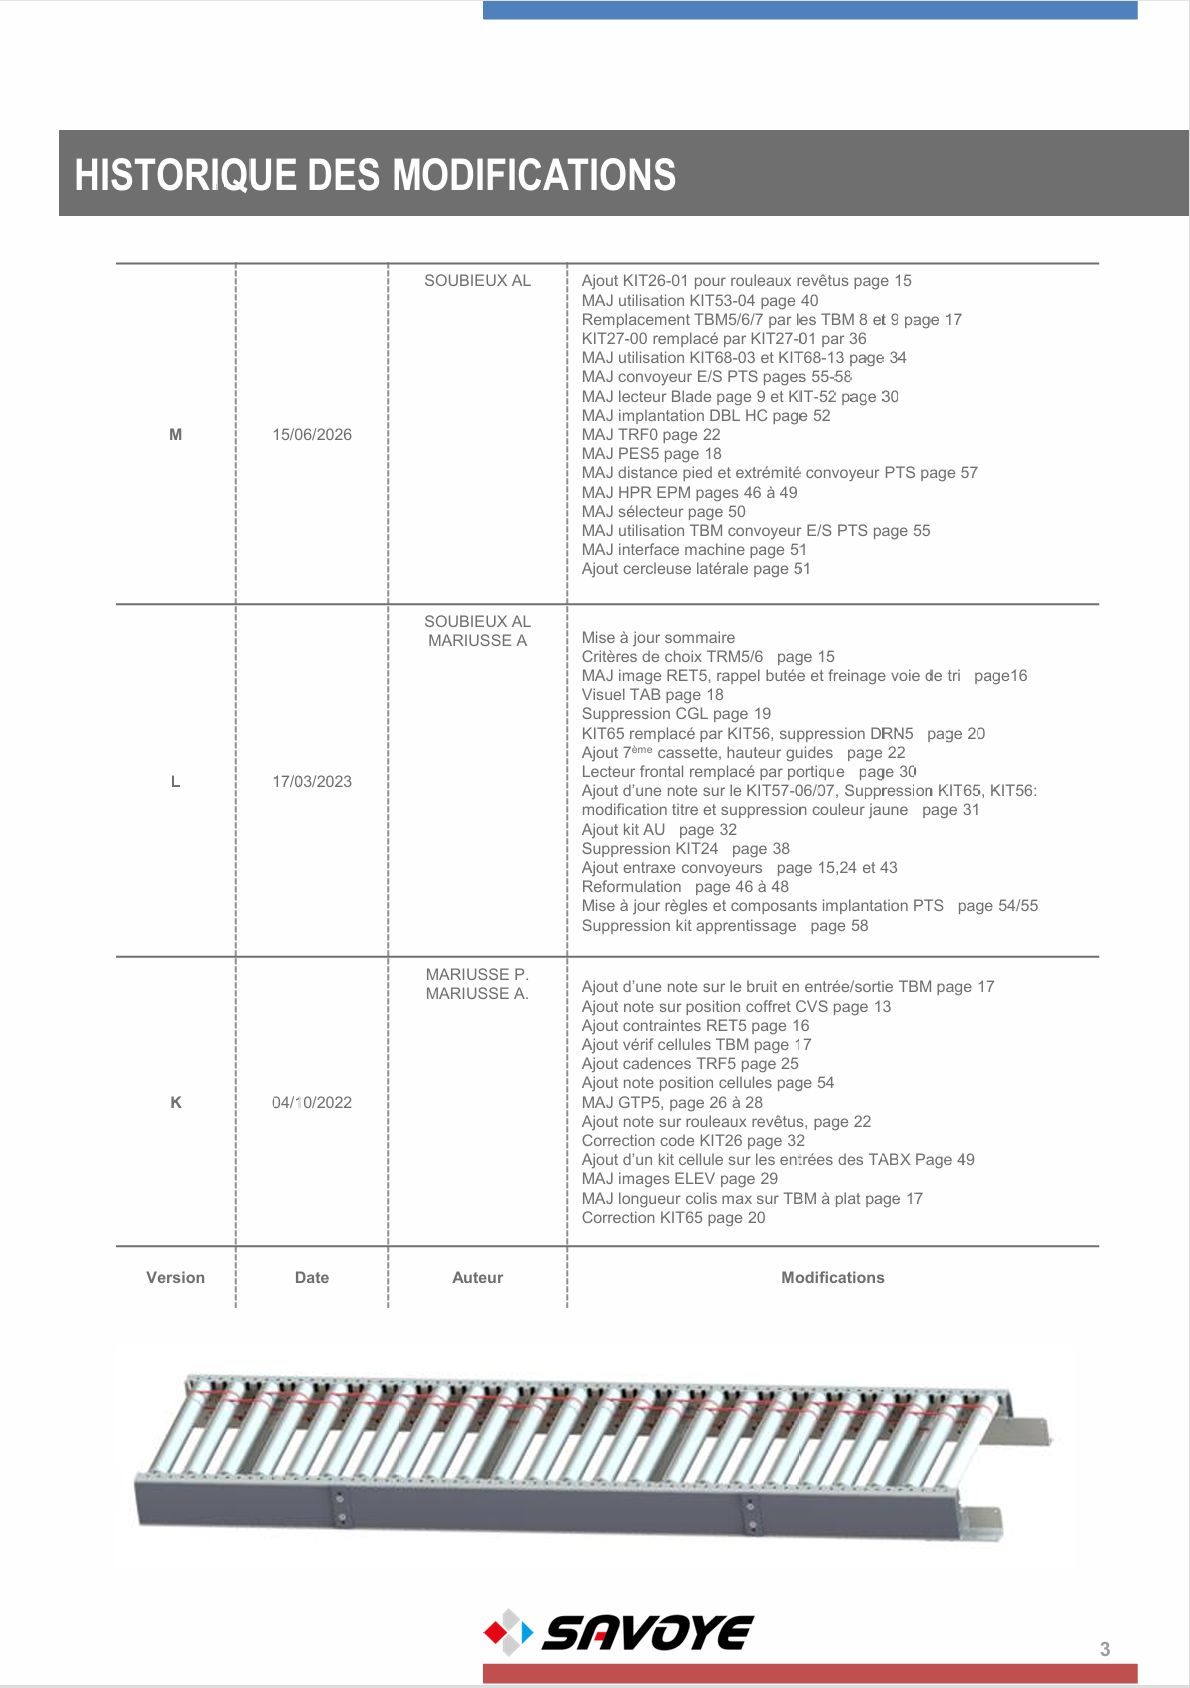 HISTORIQUE DES MODIFICATIONS
M
15/06/2026
SOUBIEUX AL
Ajout KIT26-01 pour rouleaux revêtus page 15
MAJ utilisation KIT53-04 page 40
Remplacement TBM5/6/7 par les TBM 8 et 9 page 17
KIT27-00 remplacé par KIT27-01 par 36
MAJ utilisation KIT68-03 et KIT68-13 page 34
MAJ convoyeur E/S PTS pages 55-58
MAJ lecteur Blade page 9 et KIT-52 page 30
MAJ implantation DBL HC page 52
MAJ TRF0 page 22
MAJ PES5 page 18
MAJ distance pied et extrémité convoyeur PTS page 57
MAJ HPR EPM pages 46 à 49
MAJ sélecteur page 50
MAJ utilisation TBM convoyeur E/S PTS page 55
MAJ interface machine page 51
Ajout cercleuse latérale page 51
L
17/03/2023
SOUBIEUX AL
MARIUSSE A
Mise à jour sommaire
Critères de choix TRM5/6 page 15
MAJ image RET5, rappel butée et freinage voie de tri page16
Visuel TAB page 18
Suppression CGL page 19
KIT65 remplacé par KIT56, suppression DRN5 page 20
Ajout 7ème cassette, hauteur guides page 22
Lecteur frontal remplacé par portique page 30
Ajout d'une note sur le KIT57-06/07, Suppression KIT65, KIT56:
modification titre et suppression couleur jaune page 31
Ajout kit AU page 32
Suppression KIT24 page 38
Ajout entraxe convoyeurs page 15,24 et 43
Reformulation page 46 à 48
Mise à jour règles et composants implantation PTS page 54/55
Suppression kit apprentissage page 58
K
04/10/2022
MARIUSSE P.
MARIUSSE A.
Ajout d'une note sur le bruit en entrée/sortie TBM page 17
Ajout note sur position coffret CVS page 13
Ajout contraintes RET5 page 16
Ajout vérif cellules TBM page 17
Ajout cadences TRF5 page 25
Ajout note position cellules page 54
MAJ GTP5, page 26 à 28
Ajout note sur rouleaux revêtus, page 22
Correction code KIT26 page 32
Ajout d'un kit cellule sur les entrées des TABX Page 49
MAJ images ELEV page 29
MAJ longueur colis max sur TBM à plat page 17
Correction KIT65 page 20
Version Date Auteur Modifications
SAVOYE
3